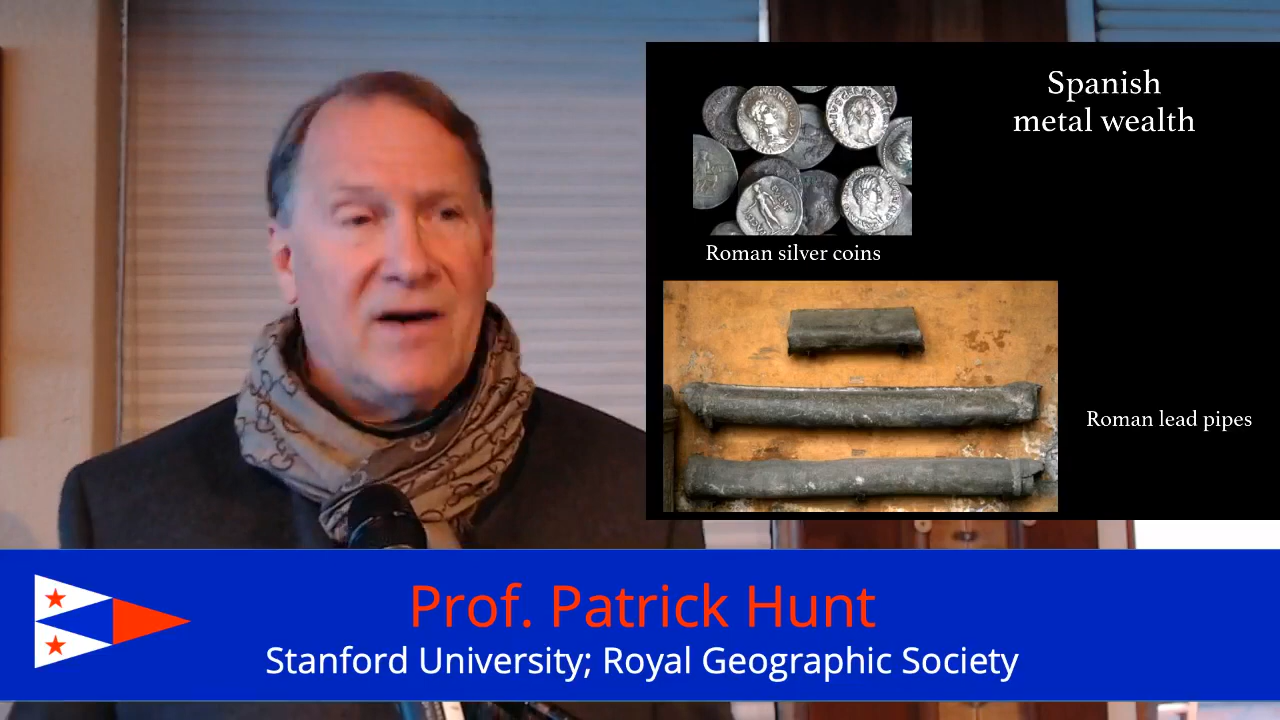 Spanish
metal wealth
Roman silver coins
Roman lead pipes
Prof. Patrick Hunt
Stanford University; Royal Geographic Society